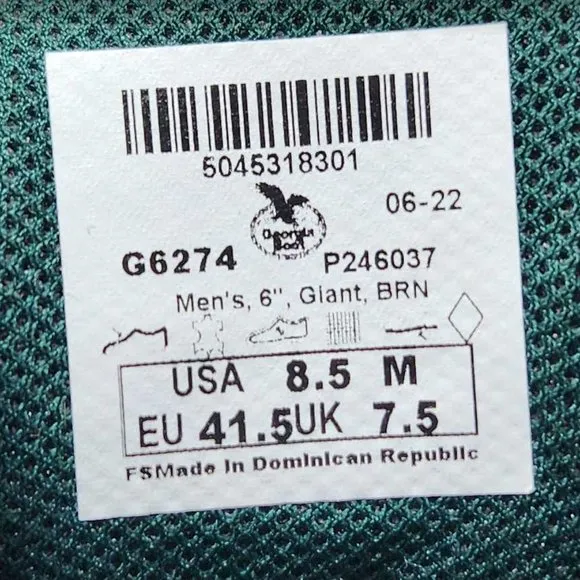 5045318301
06-22
Georgia
Boot
G6274 P246037
Men's, 6", Giant, BRN
USA 8.5 M
EU 41.5 UK 7.5
FSMade in Dominican Republic